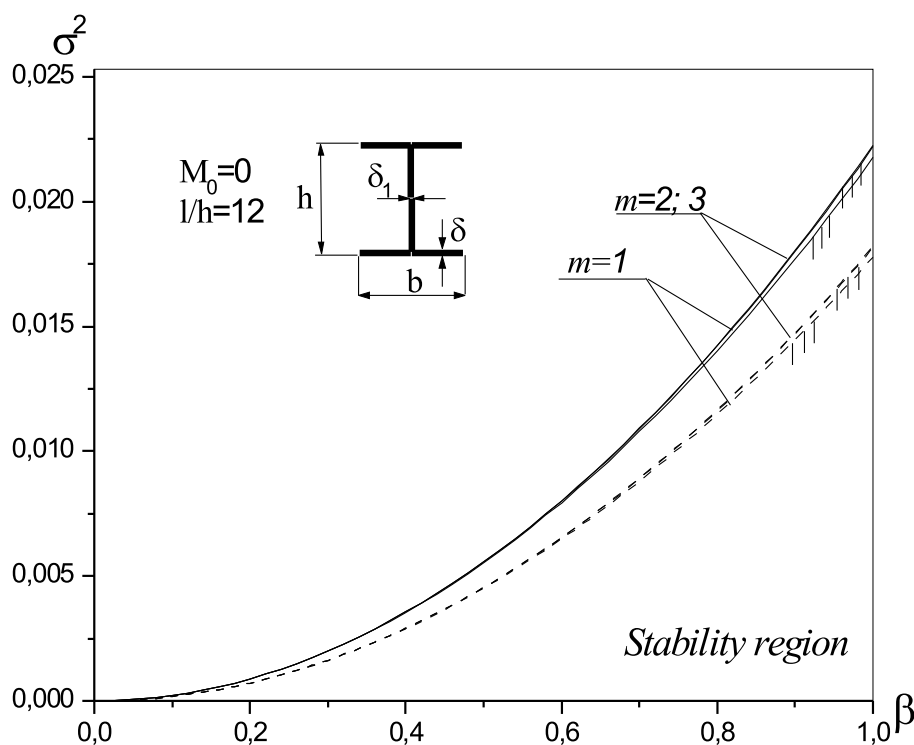 σ²
0,025
0,020
0,015
0,010
0,005
0,000
M₀=0
l/h=12
h
δ₁
δ
b
m=2; 3
m=1
Stability region
0,0
0,2
0,4
0,6
0,8
1,0
β